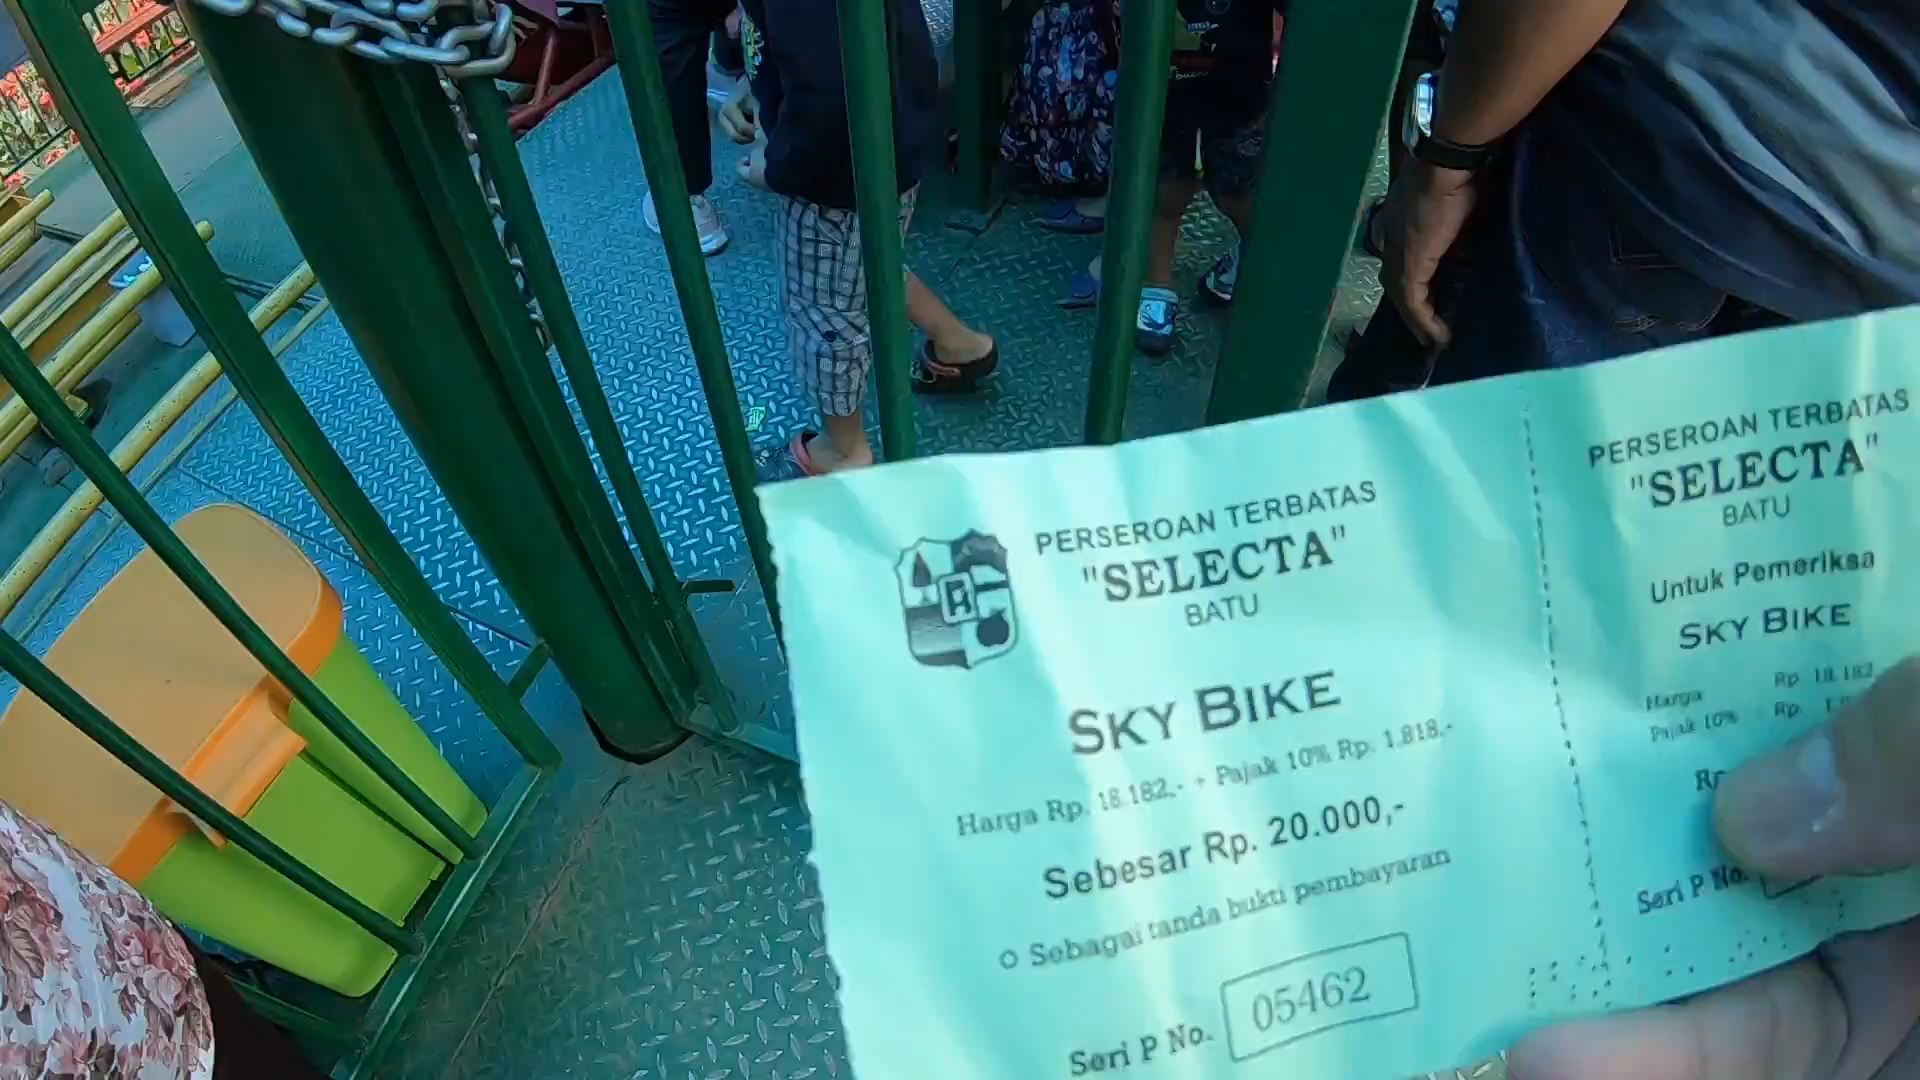 PERSEROAN TERBATAS
"SELECTA"
BATU
SKY BIKE
Harga Rp. 18.182,- + Pajak 10% Rp. 1.818,-
Sebesar Rp. 20.000,-
O Sebagai tanda bukti pembayaran
Seri P No. 05462
PERSEROAN TERBATAS
"SELECTA"
BATU
Untuk Pemeriksa
SKY BIKE
Harga Rp 18.182,-
Pajak 10% Rp.
Rp
Seri P No.